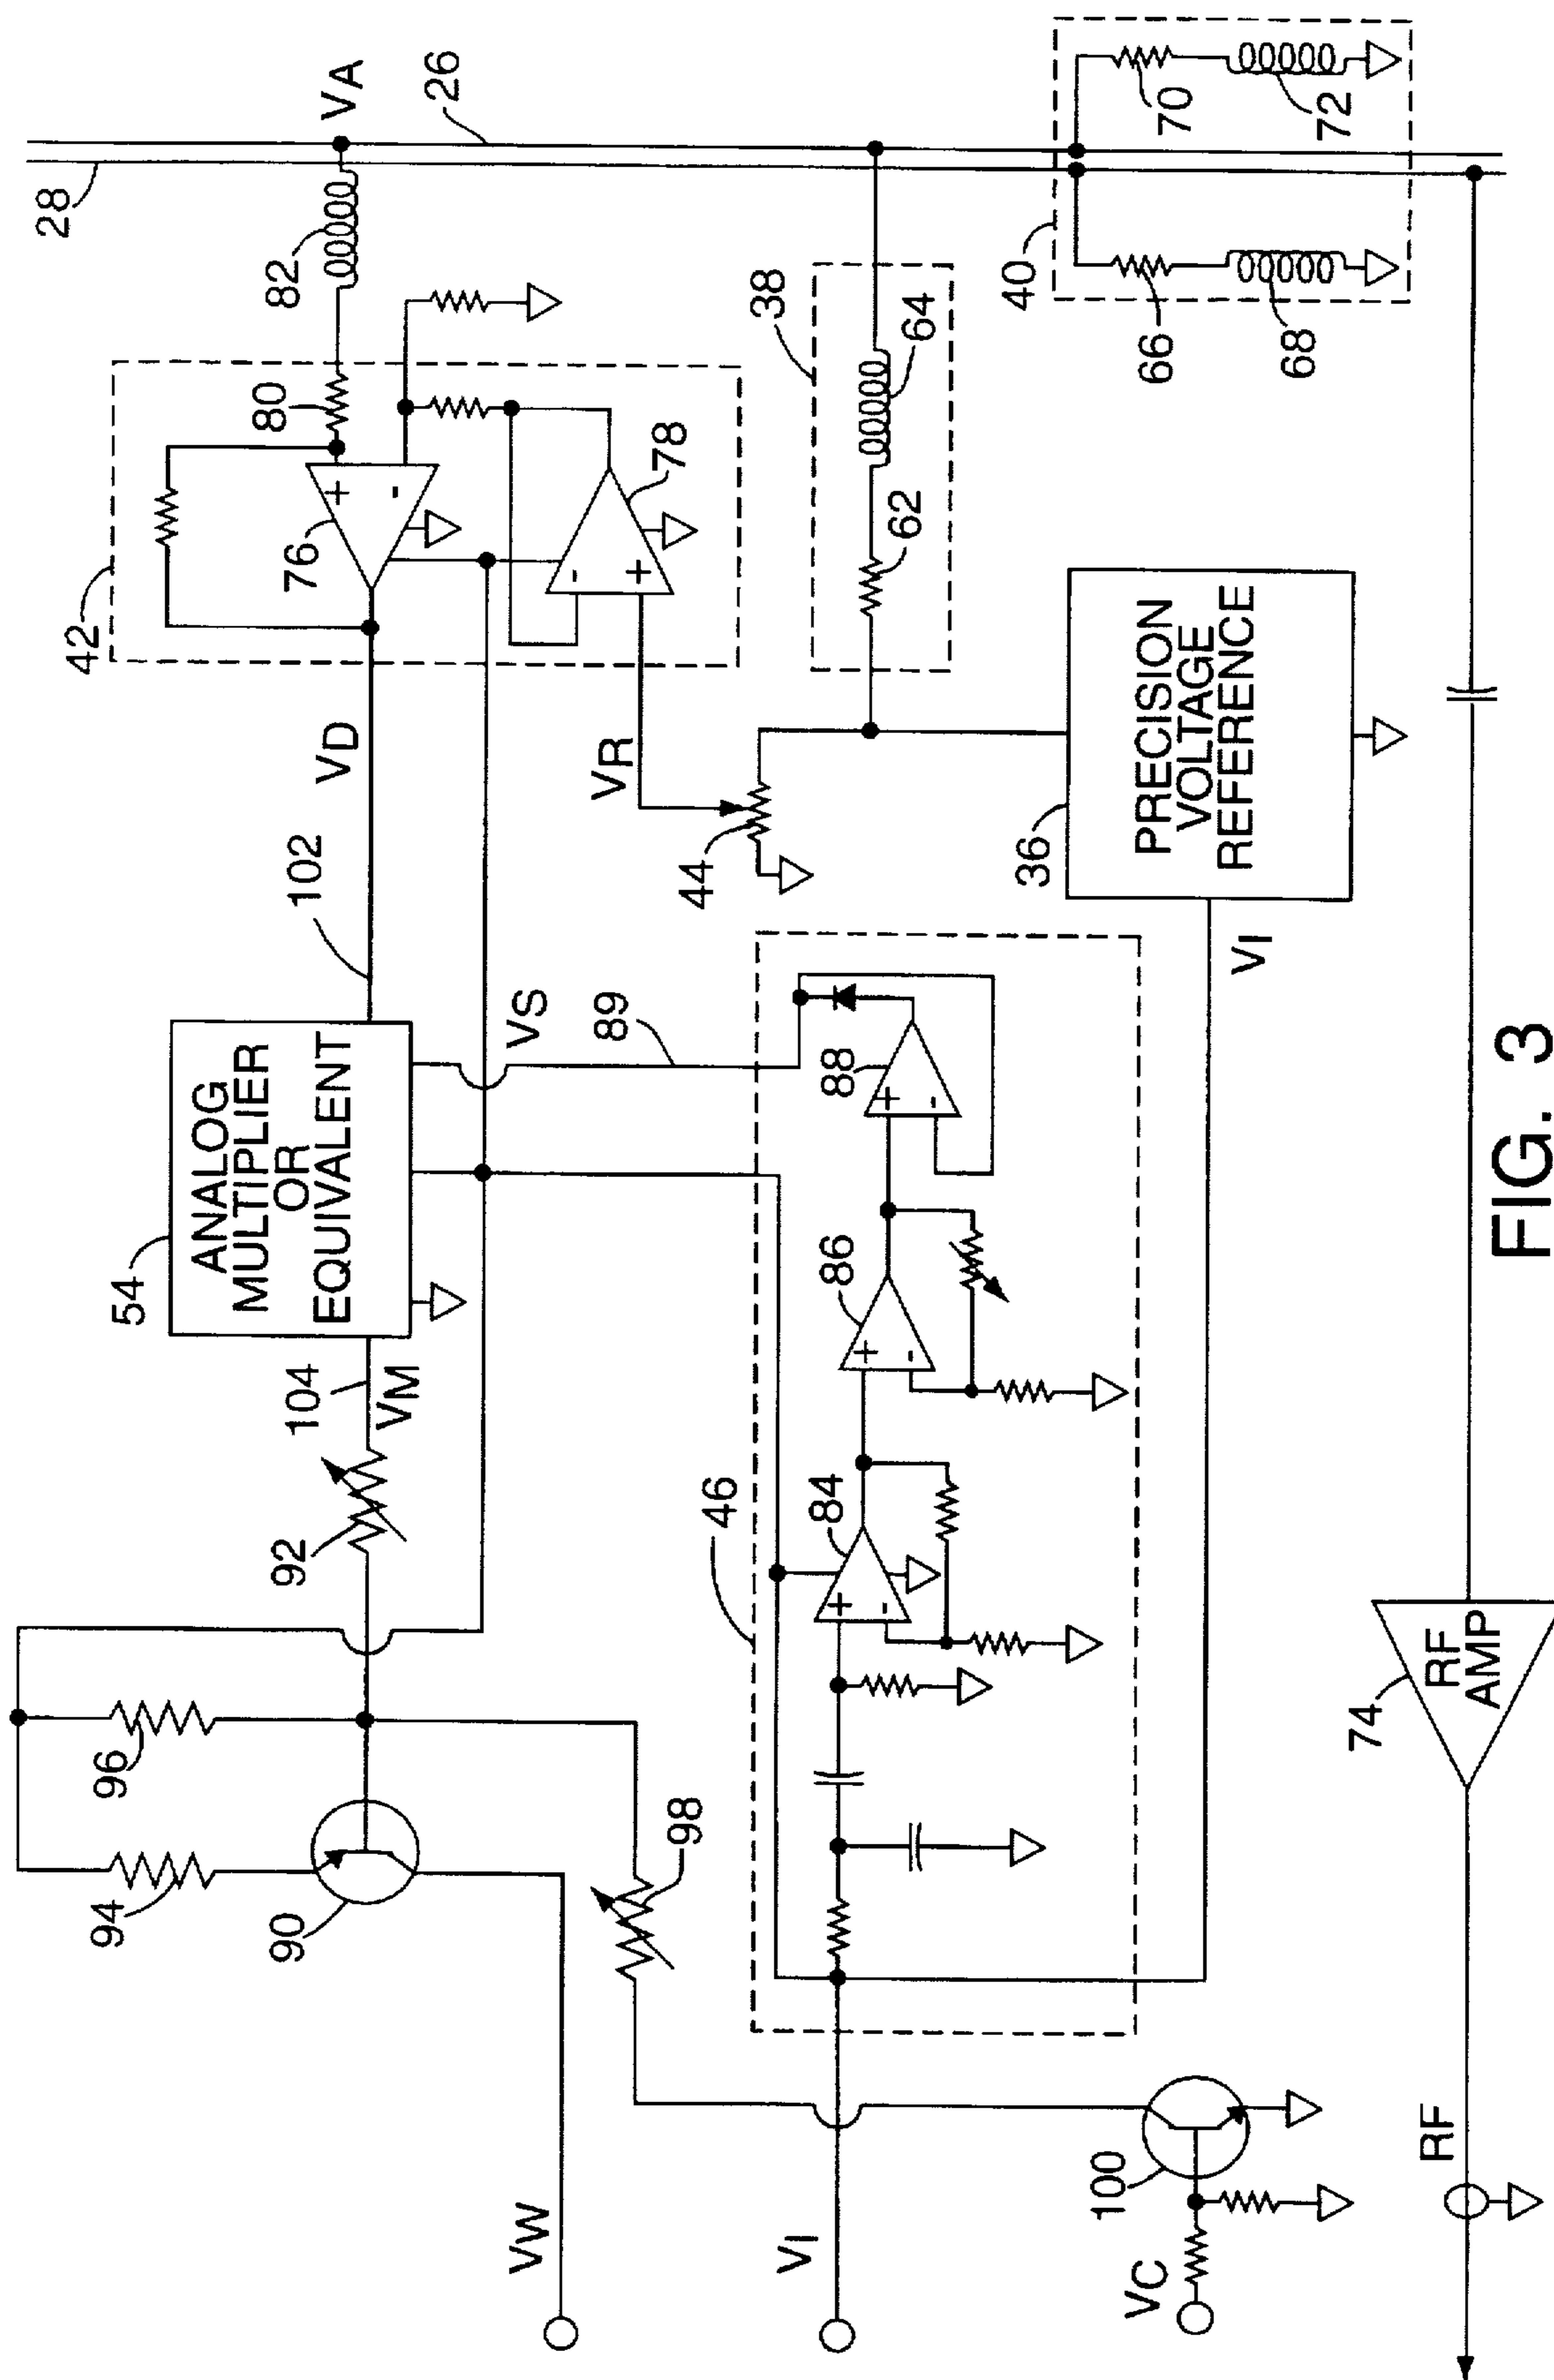 28
VA
26
82
80
42
76
+
-
78
-
+
VD
102
VR
38
64
62
40
70
72
66
68
44
36
PRECISION
VOLTAGE
REFERENCE
VI
54
ANALOG
MULTIPLIER
OR
EQUIVALENT
VS
89
104
VM
92
88
+
-
86
+
-
46
84
+
-
96
94
90
98
VW
VI
VC
100
74
RF
AMP
RF
FIG. 3